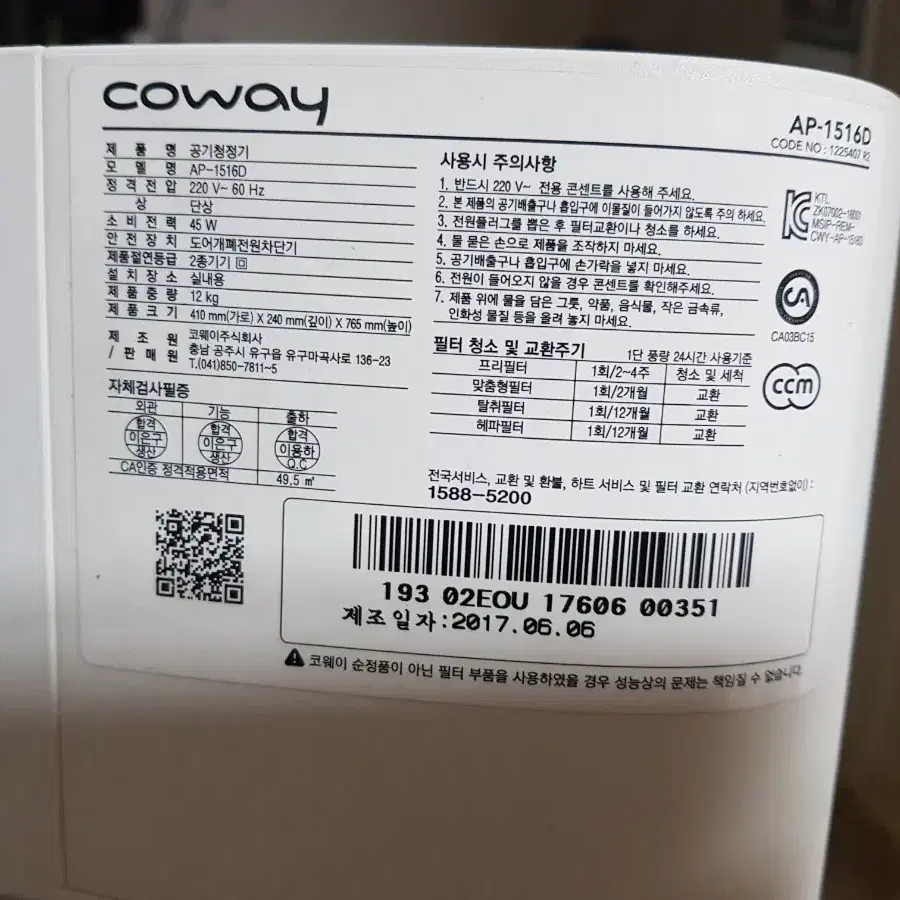 coway
AP-1516D
CODE NO : 1225407 R2
제 품 명 공기청정기
모 델 명 AP-1516D
정 격 전 압 220 V~ 60 Hz
상 단상
소 비 전 력 45 W
안 전 장 치 도어개폐전원차단기
제품절연등급 2종기기
설 치 장 소 실내용
제 품 중 량 12 kg
제 품 크 기 410 mm(가로) X 240 mm(깊이) X 765 mm(높이)
제 조 원 코웨이주식회사
/ 판 매 원 충남 공주시 유구읍 유구마곡사로 136-23
T.(041)850-7811~5
자체검사필증
외관 기능 출하
합격 합격 합격
이은구 이은구 이용하
생산 생산 Q.C
CA인증 정격적용면적 49.5 ㎡
사용시 주의사항
1. 반드시 220 V~ 전용 콘센트를 사용해 주세요.
2. 본 제품의 공기배출구나 흡입구에 이물질이 들어가지 않도록 주의 하세요.
3. 전원플러그를 뽑은 후 필터교환이나 청소를 하세요.
4. 물 묻은 손으로 제품을 조작하지 마세요.
5. 공기배출구나 흡입구에 손가락을 넣지 마세요.
6. 전원이 들어오지 않을 경우 콘센트를 확인해주세요.
7. 제품 위에 물을 담은 그릇, 약품, 음식물, 작은 금속류,
인화성 물질 등을 올려 놓지 마세요.
필터 청소 및 교환주기 1단 풍량 24시간 사용기준
프리필터 1회/2~4주 청소 및 세척
맞춤형필터 1회/2개월 교환
탈취필터 1회/12개월 교환
헤파필터 1회/12개월 교환
KTL
ZK07002-16001
MSIP-REM-
CWY-AP-1516D
CA03BC15
ccm
전국서비스, 교환 및 환불, 하트 서비스 및 필터 교환 연락처 (지역번호없이) :
1588-5200
193 02EOU 17606 00351
제조일자:2017.06.06
코웨이 순정품이 아닌 필터 부품을 사용하였을 경우 성능상의 문제는 책임질 수 없습니다.